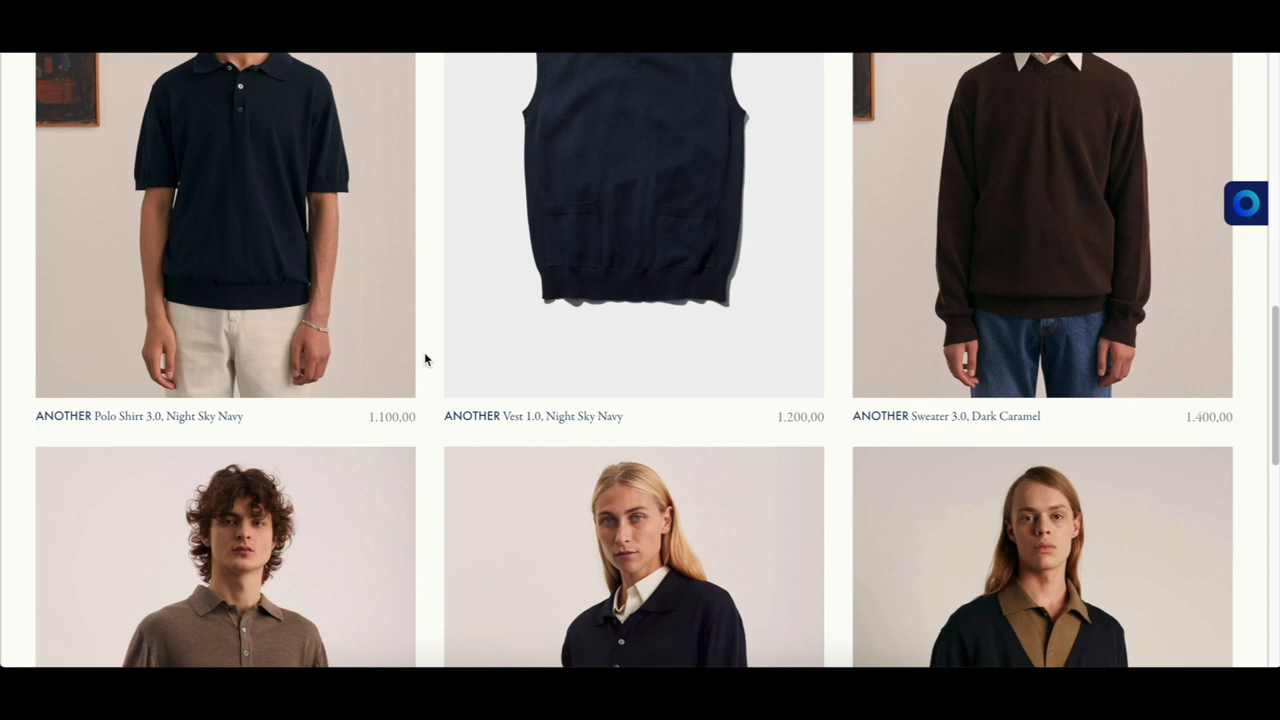 ANOTHER Polo Shirt 3.0, Night Sky Navy 1.100,00
ANOTHER Vest 1.0, Night Sky Navy 1.200,00
ANOTHER Sweater 3.0, Dark Caramel 1.400,00